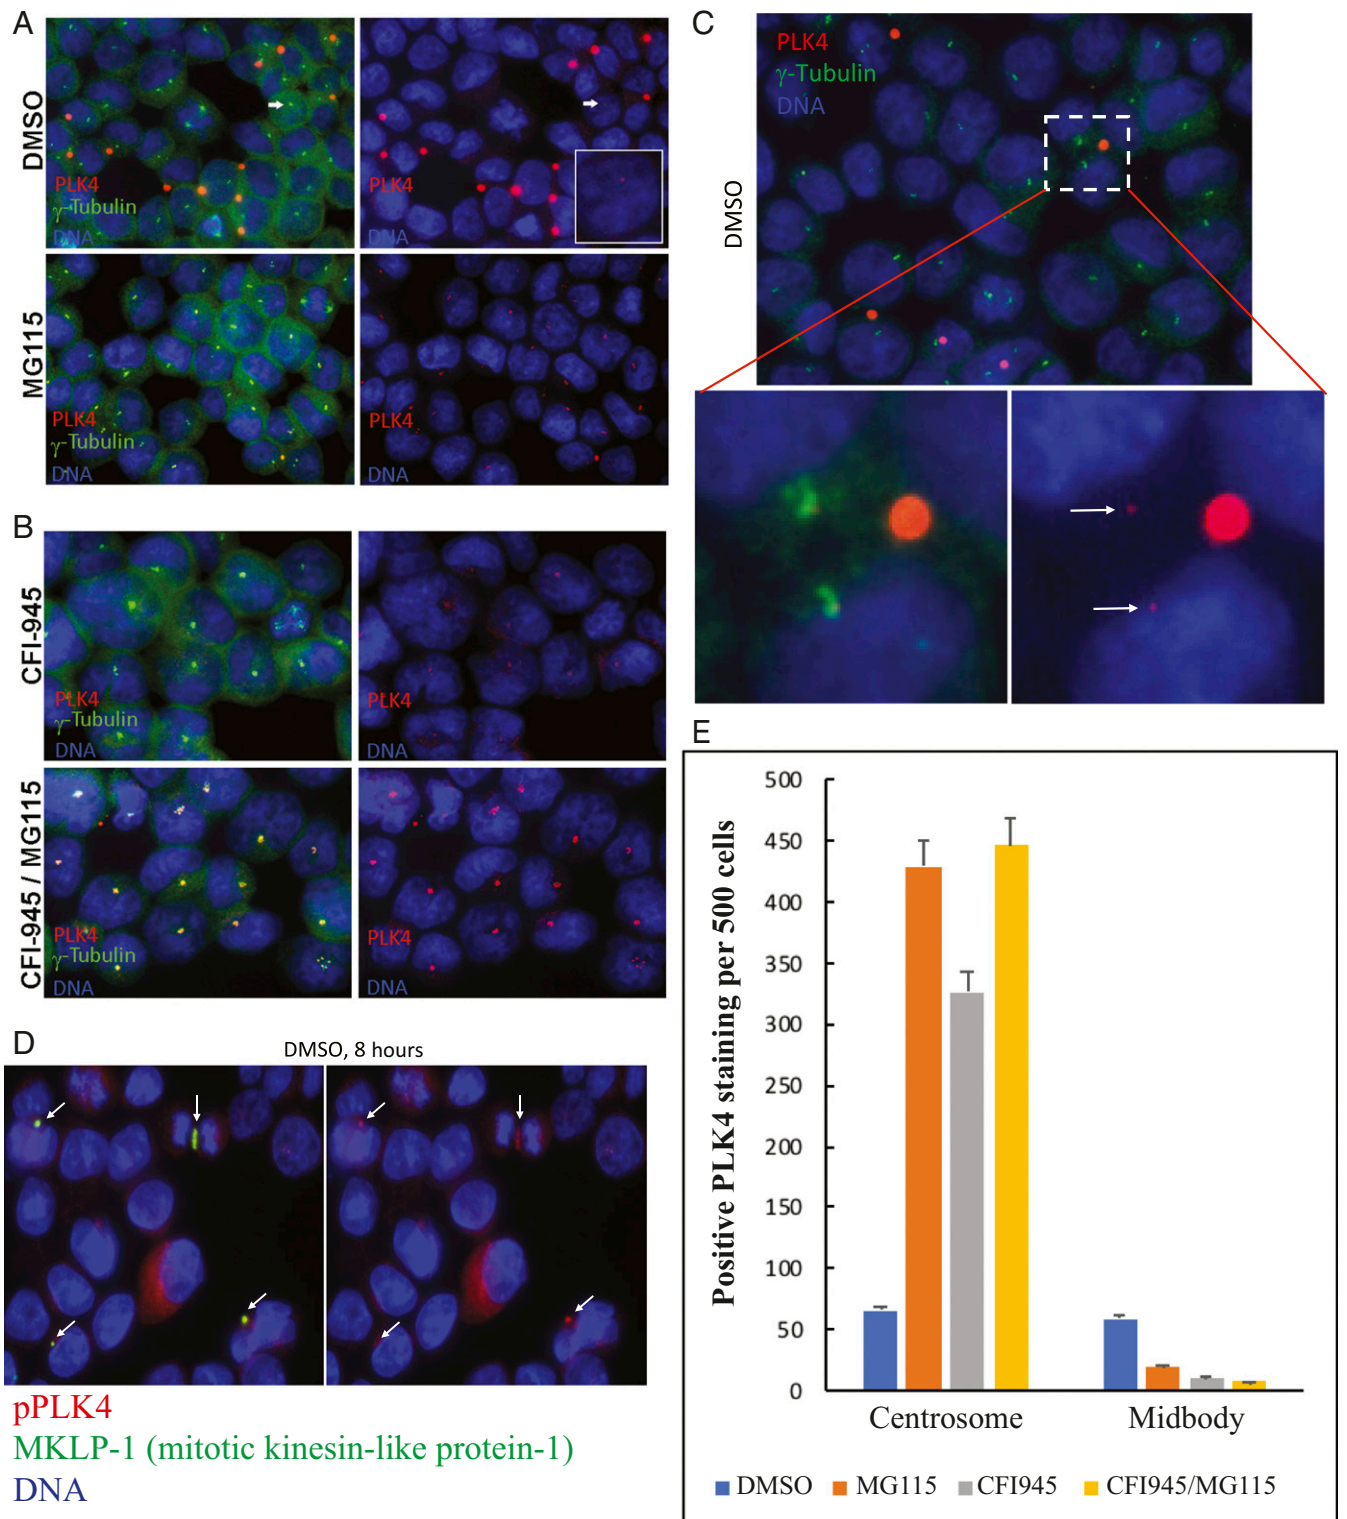 A
DMSO
PLK4
γ-Tubulin
DNA
PLK4
MG115
PLK4
γ-Tubulin
DNA
PLK4
DNA
B
CFI-945
PLK4
γ-Tubulin
DNA
PLK4
DNA
CFI-945 / MG115
PLK4
γ-Tubulin
DNA
PLK4
DNA
C
PLK4
γ-Tubulin
DNA
DMSO
D
DMSO, 8 hours
pPLK4
MKLP-1 (mitotic kinesin-like protein-1)
DNA
E
Positive PLK4 staining per 500 cells
500
450
400
350
300
250
200
150
100
50
0
Centrosome Midbody
DMSO MG115 CFI945 CFI945/MG115